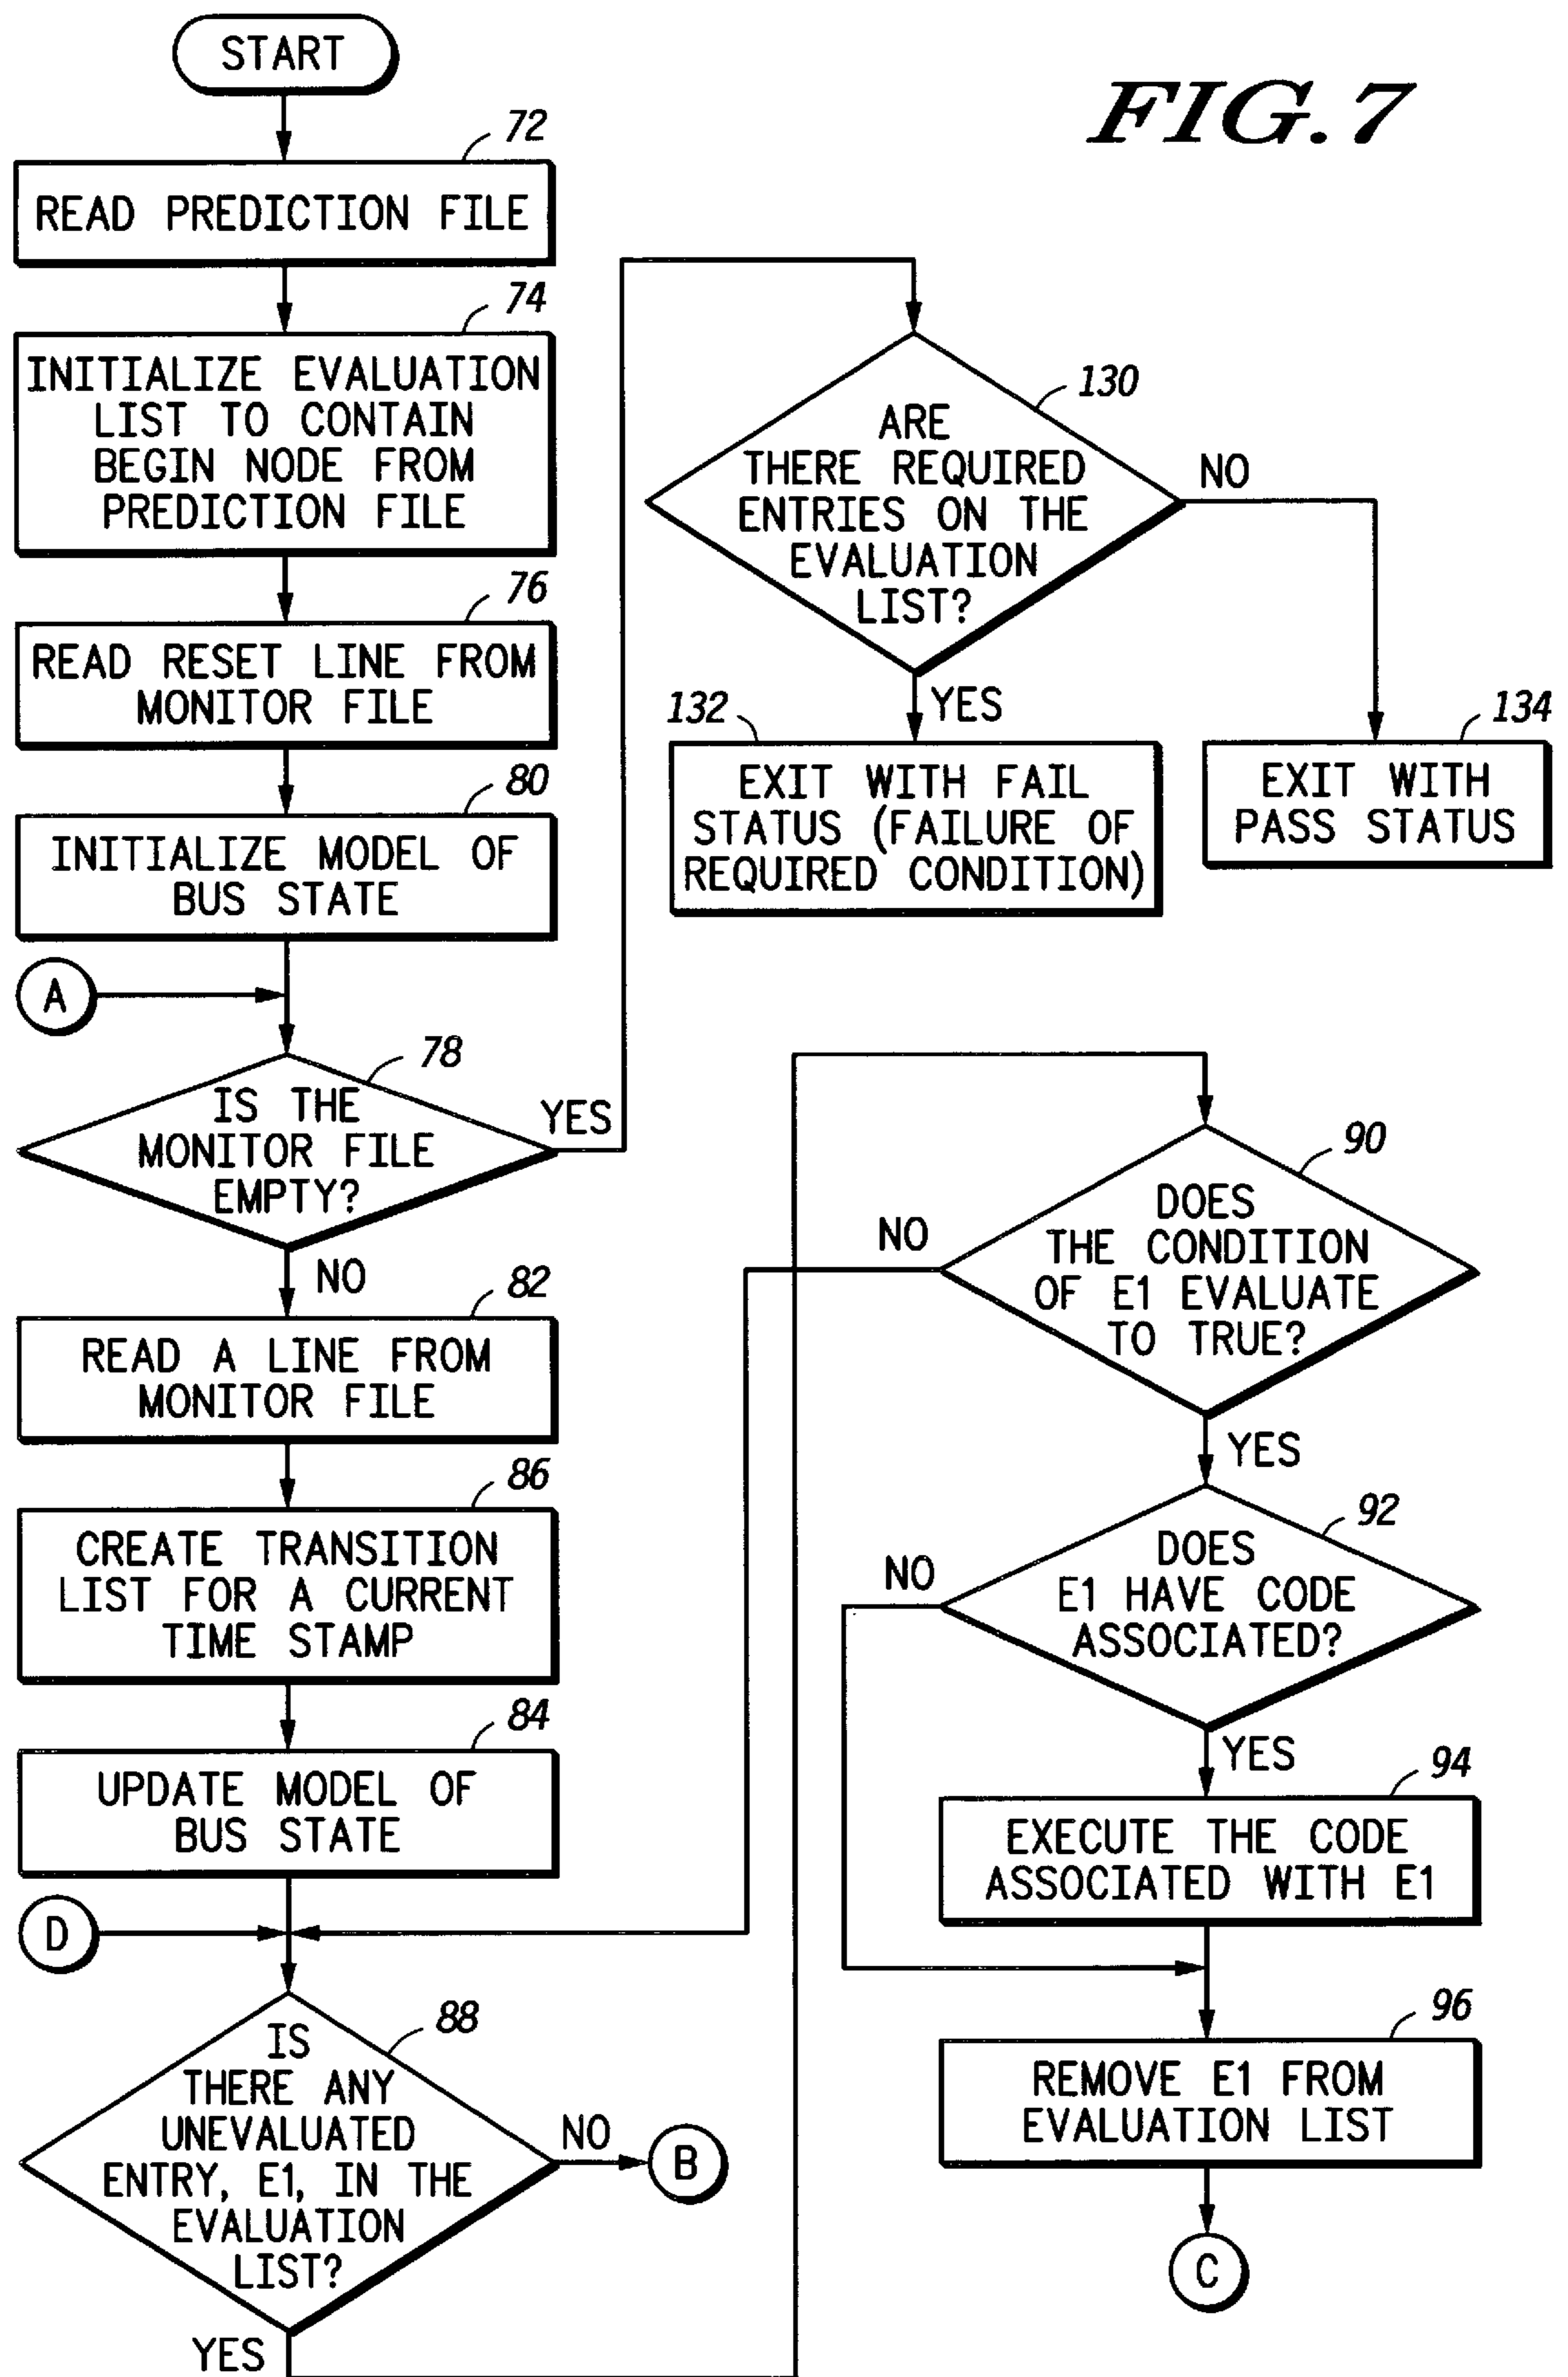 FIG. 7
START
72
READ PREDICTION FILE
74
INITIALIZE EVALUATION
LIST TO CONTAIN
BEGIN NODE FROM
PREDICTION FILE
76
READ RESET LINE FROM
MONITOR FILE
80
INITIALIZE MODEL OF
BUS STATE
A
78
IS THE
MONITOR FILE
EMPTY?
YES
NO
82
READ A LINE FROM
MONITOR FILE
86
CREATE TRANSITION
LIST FOR A CURRENT
TIME STAMP
84
UPDATE MODEL OF
BUS STATE
D
88
IS
THERE ANY
UNEVALUATED
ENTRY, E1, IN THE
EVALUATION
LIST?
NO
B
YES
130
ARE
THERE REQUIRED
ENTRIES ON THE
EVALUATION
LIST?
NO
YES
132
EXIT WITH FAIL
STATUS (FAILURE OF
REQUIRED CONDITION)
134
EXIT WITH
PASS STATUS
90
DOES
THE CONDITION
OF E1 EVALUATE
TO TRUE?
NO
YES
92
DOES
E1 HAVE CODE
ASSOCIATED?
NO
YES
94
EXECUTE THE CODE
ASSOCIATED WITH E1
96
REMOVE E1 FROM
EVALUATION LIST
C